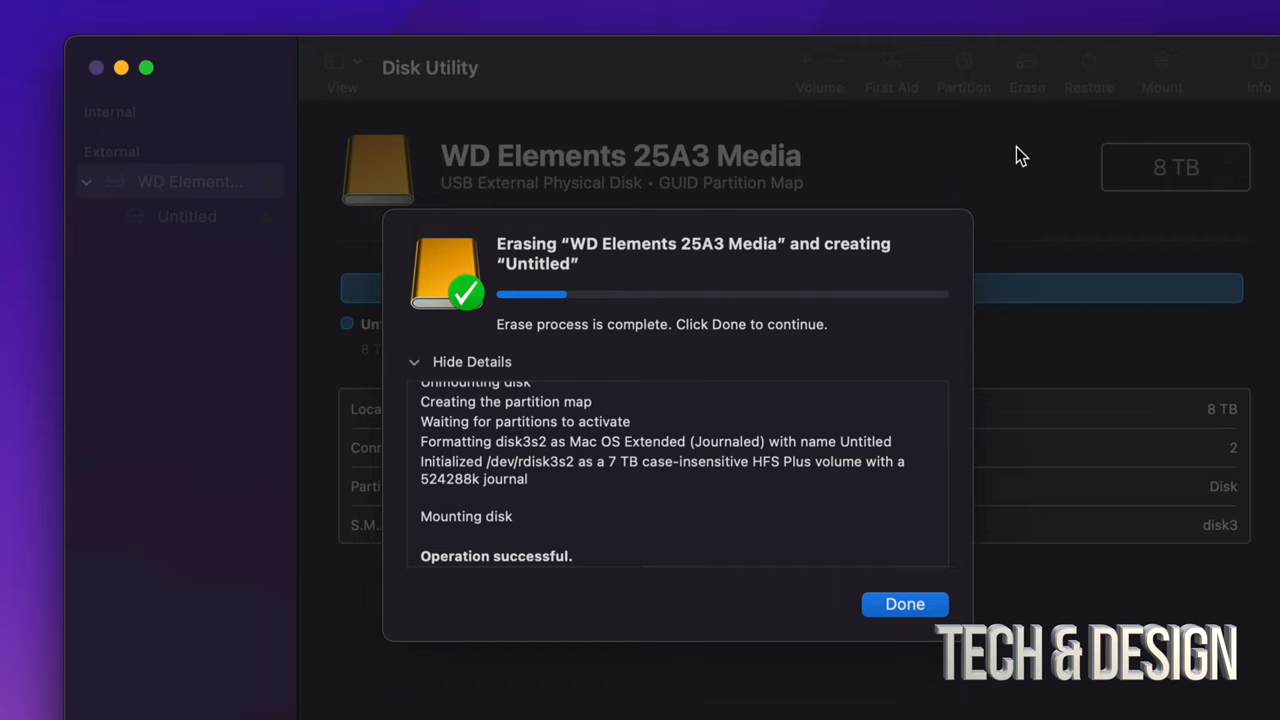 Disk Utility
View
Volume
First Aid
Partition
Erase
Restore
Mount
Info
Internal
External
WD Element...
Untitled
WD Elements 25A3 Media
USB External Physical Disk • GUID Partition Map
8 TB
Erasing “WD Elements 25A3 Media” and creating
“Untitled”
Erase process is complete. Click Done to continue.
Hide Details
Unmounting disk
Creating the partition map
Waiting for partitions to activate
Formatting disk3s2 as Mac OS Extended (Journaled) with name Untitled
Initialized /dev/rdisk3s2 as a 7 TB case-insensitive HFS Plus volume with a
524288k journal
Mounting disk
Operation successful.
Done
8 TB
2
Disk
disk3
TECH & DESIGN